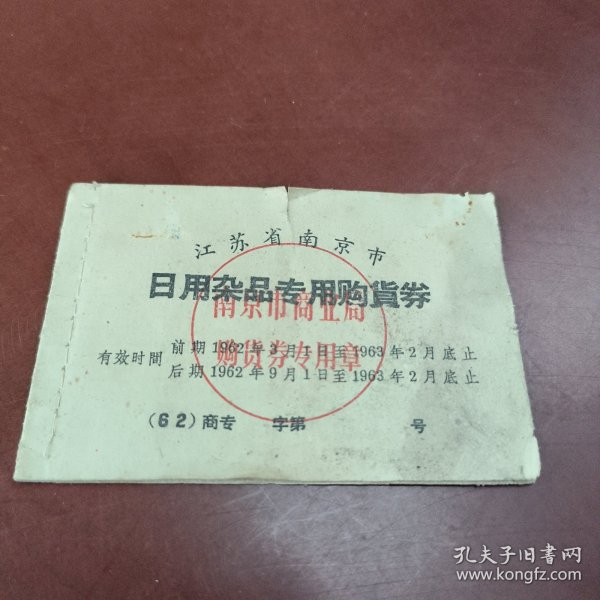 江苏省南京市
日用杂品专用购貨券
南京市商业局
购货券专用章
有效时間
前期1962年3月1日至1963年2月底止
后期1962年9月1日至1963年2月底止
(62)商专 字第 号
孔夫子旧书网
www.kongfz.com